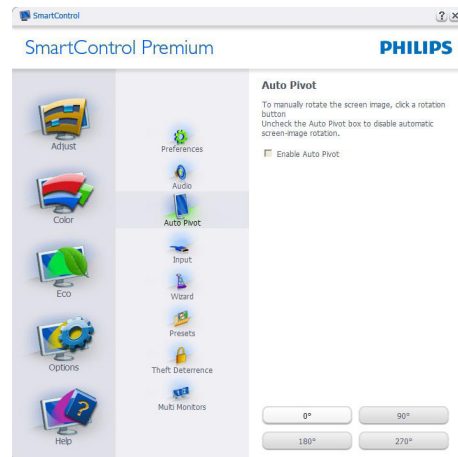 SmartControl
? x
SmartControl Premium
PHILIPS
Adjust
Color
Eco
Options
Help
Preferences
Audio
Auto Pivot
Input
Wizard
Presets
Theft Deterrence
Multi Monitors
Auto Pivot
To manually rotate the screen image, click a rotation
button
Uncheck the Auto Pivot box to disable automatic
screen-image rotation.
Enable Auto Pivot
0°
90°
180°
270°